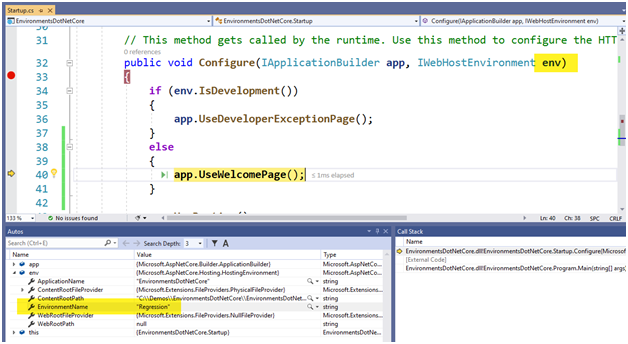 Startup.cs
EnvironmentsDotNetCore
EnvironmentsDotNetCore.Startup
Configure(IApplicationBuilder app, IWebHostEnvironment env)
31 // This method gets called by the runtime. Use this method to configure the HTT
0 references
32 public void Configure(IApplicationBuilder app, IWebHostEnvironment env)
33 {
34 if (env.IsDevelopment())
35 {
36 app.UseDeveloperExceptionPage();
37 }
38 else
39 {
40 app.UseWelcomePage(); ≤ 1ms elapsed
41 }
42
133 % No issues found Ln: 40 Ch: 38 SPC CRLF
Autos
Search (Ctrl+E) Search Depth: 3
Name Value Type
app {Microsoft.AspNetCore.Builder.ApplicationBuilder} Microsoft.AspNetC
env {Microsoft.AspNetCore.Hosting.HostingEnvironment} Microsoft.AspNetC
ApplicationName "EnvironmentsDotNetCore" string
ContentRootFileProvider {Microsoft.Extensions.FileProviders.PhysicalFileProvider} Microsoft.Extensions.
ContentRootPath "C:\\Demos\\EnvironmentsDotNetCore\\EnvironmentsDotNet... string
EnvironmentName "Regression" string
WebRootFileProvider {Microsoft.Extensions.FileProviders.NullFileProvider} Microsoft.Extensions.
WebRootPath null string
this {EnvironmentsDotNetCore.Startup} EnvironmentsDotNe
Call Stack
Name
EnvironmentsDotNetCore.dll!EnvironmentsDotNetCore.Startup.Configure(Microsof
[External Code]
EnvironmentsDotNetCore.dll!EnvironmentsDotNetCore.Program.Main(string[] args)